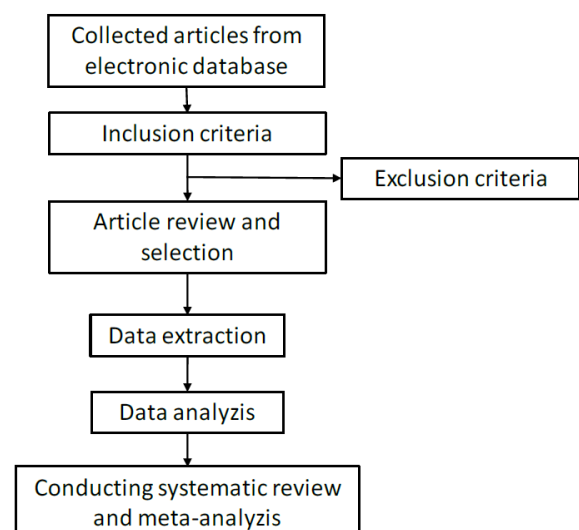 Collected articles from
electronic database
Inclusion criteria
Exclusion criteria
Article review and
selection
Data extraction
Data analyzis
Conducting systematic review
and meta-analyzis